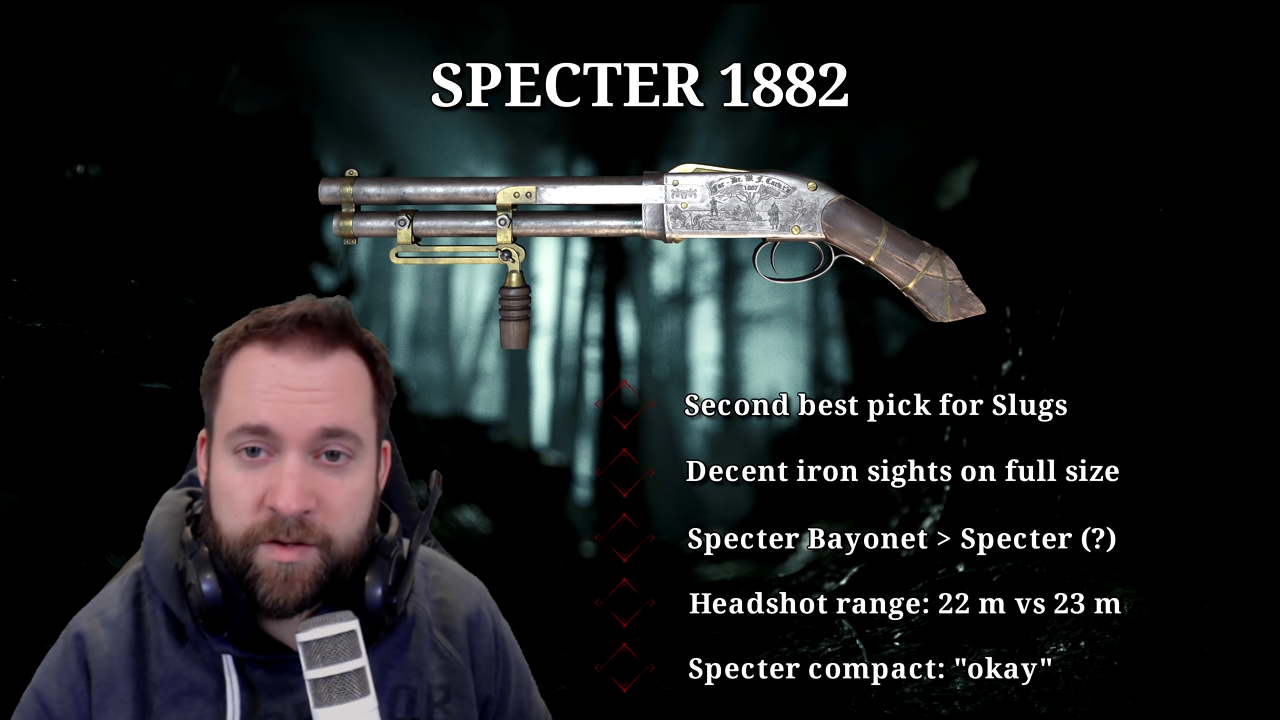 SPECTER 1882
1887
Second best pick for Slugs
Decent iron sights on full size
Specter Bayonet > Specter (?)
Headshot range: 22 m vs 23 m
Specter compact: "okay"